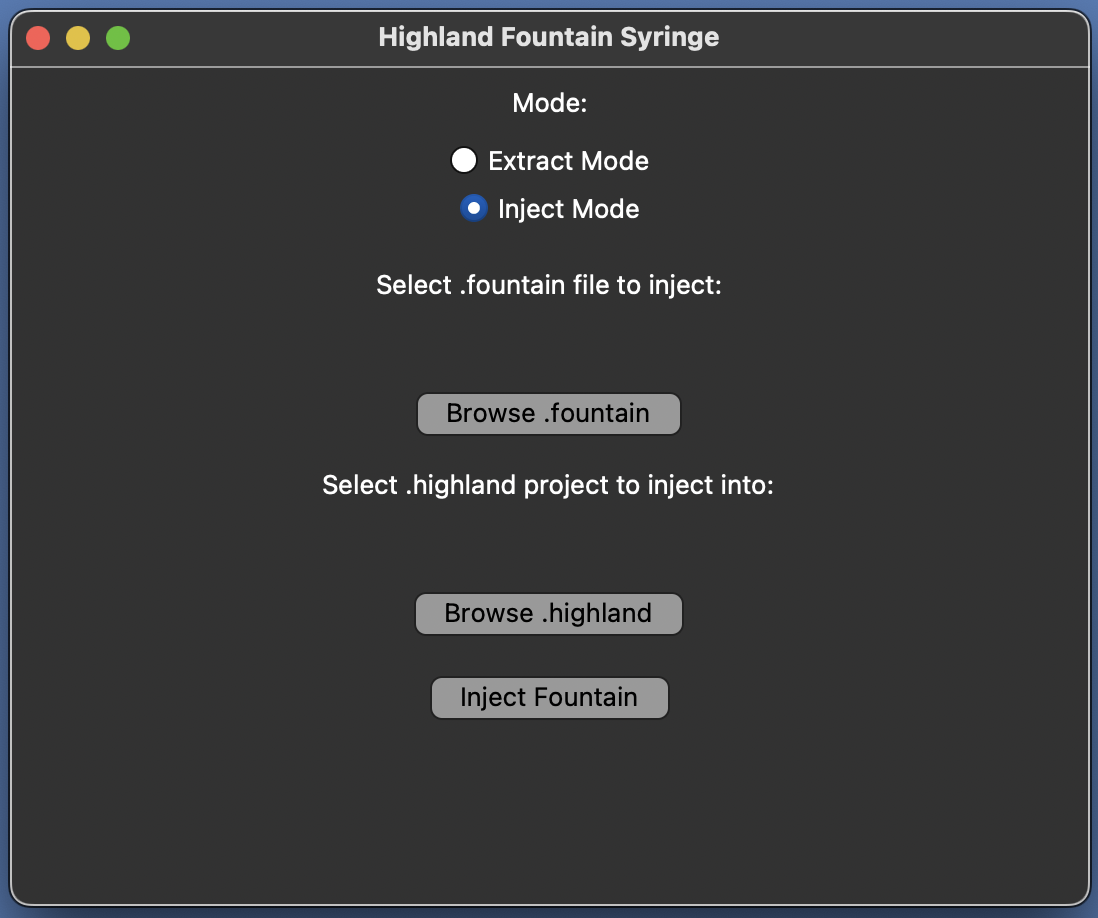 Highland Fountain Syringe
Mode:
Extract Mode
Inject Mode
Select .fountain file to inject:
Browse .fountain
Select .highland project to inject into:
Browse .highland
Inject Fountain